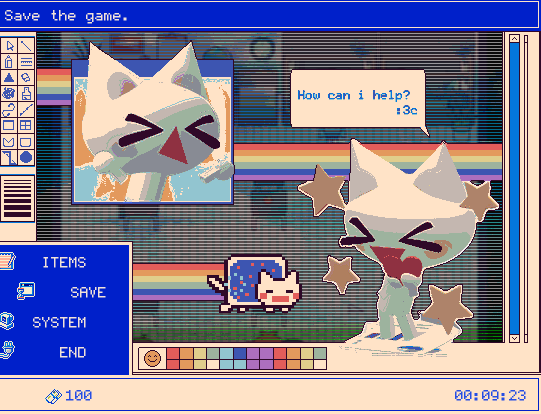 Save the game.
How can i help?
:3c
ITEMS
SAVE
SYSTEM
END
100
00:09:23